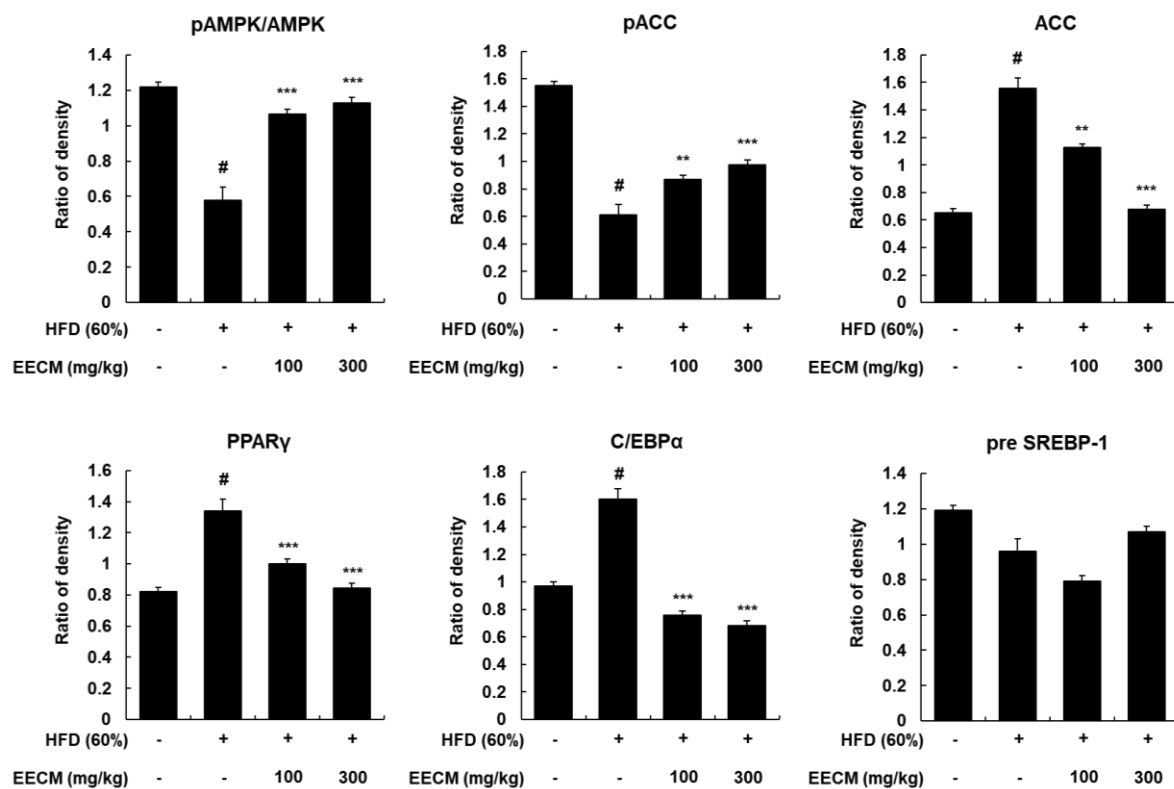 pAMPK/AMPK
Ratio of density
1.4
1.2
1
0.8
0.6
0.4
0.2
0
#
***
***
HFD (60%) - + + +
EECM (mg/kg) - - 100 300
pACC
Ratio of density
1.8
1.6
1.4
1.2
1
0.8
0.6
0.4
0.2
0
#
**
***
HFD (60%) - + + +
EECM (mg/kg) - - 100 300
ACC
Ratio of density
1.8
1.6
1.4
1.2
1
0.8
0.6
0.4
0.2
0
#
**
***
HFD (60%) - + + +
EECM (mg/kg) - - 100 300
PPARγ
Ratio of density
1.6
1.4
1.2
1
0.8
0.6
0.4
0.2
0
#
***
***
HFD (60%) - + + +
EECM (mg/kg) - - 100 300
C/EBPα
Ratio of density
1.8
1.6
1.4
1.2
1
0.8
0.6
0.4
0.2
0
#
***
***
HFD (60%) - + + +
EECM (mg/kg) - - 100 300
pre SREBP-1
Ratio of density
1.4
1.2
1
0.8
0.6
0.4
0.2
0
HFD (60%) - + + +
EECM (mg/kg) - - 100 300